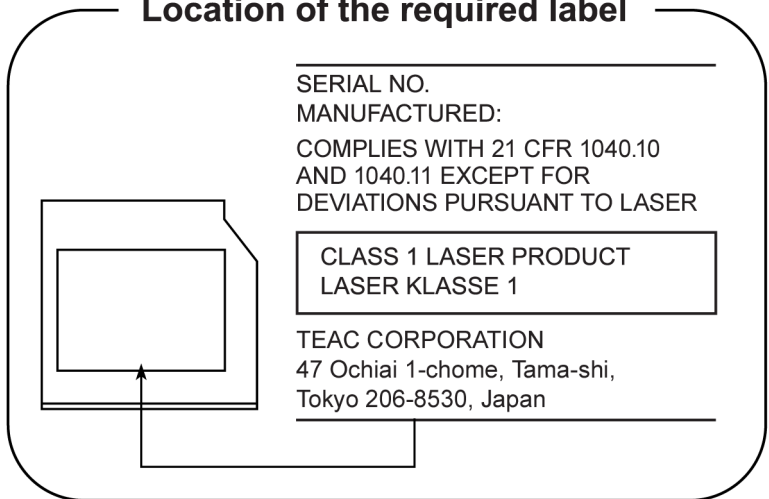 Location of the required label
SERIAL NO.
MANUFACTURED:
COMPLIES WITH 21 CFR 1040.10
AND 1040.11 EXCEPT FOR
DEVIATIONS PURSUANT TO LASER
CLASS 1 LASER PRODUCT
LASER KLASSE 1
TEAC CORPORATION
47 Ochiai 1-chome, Tama-shi,
Tokyo 206-8530, Japan